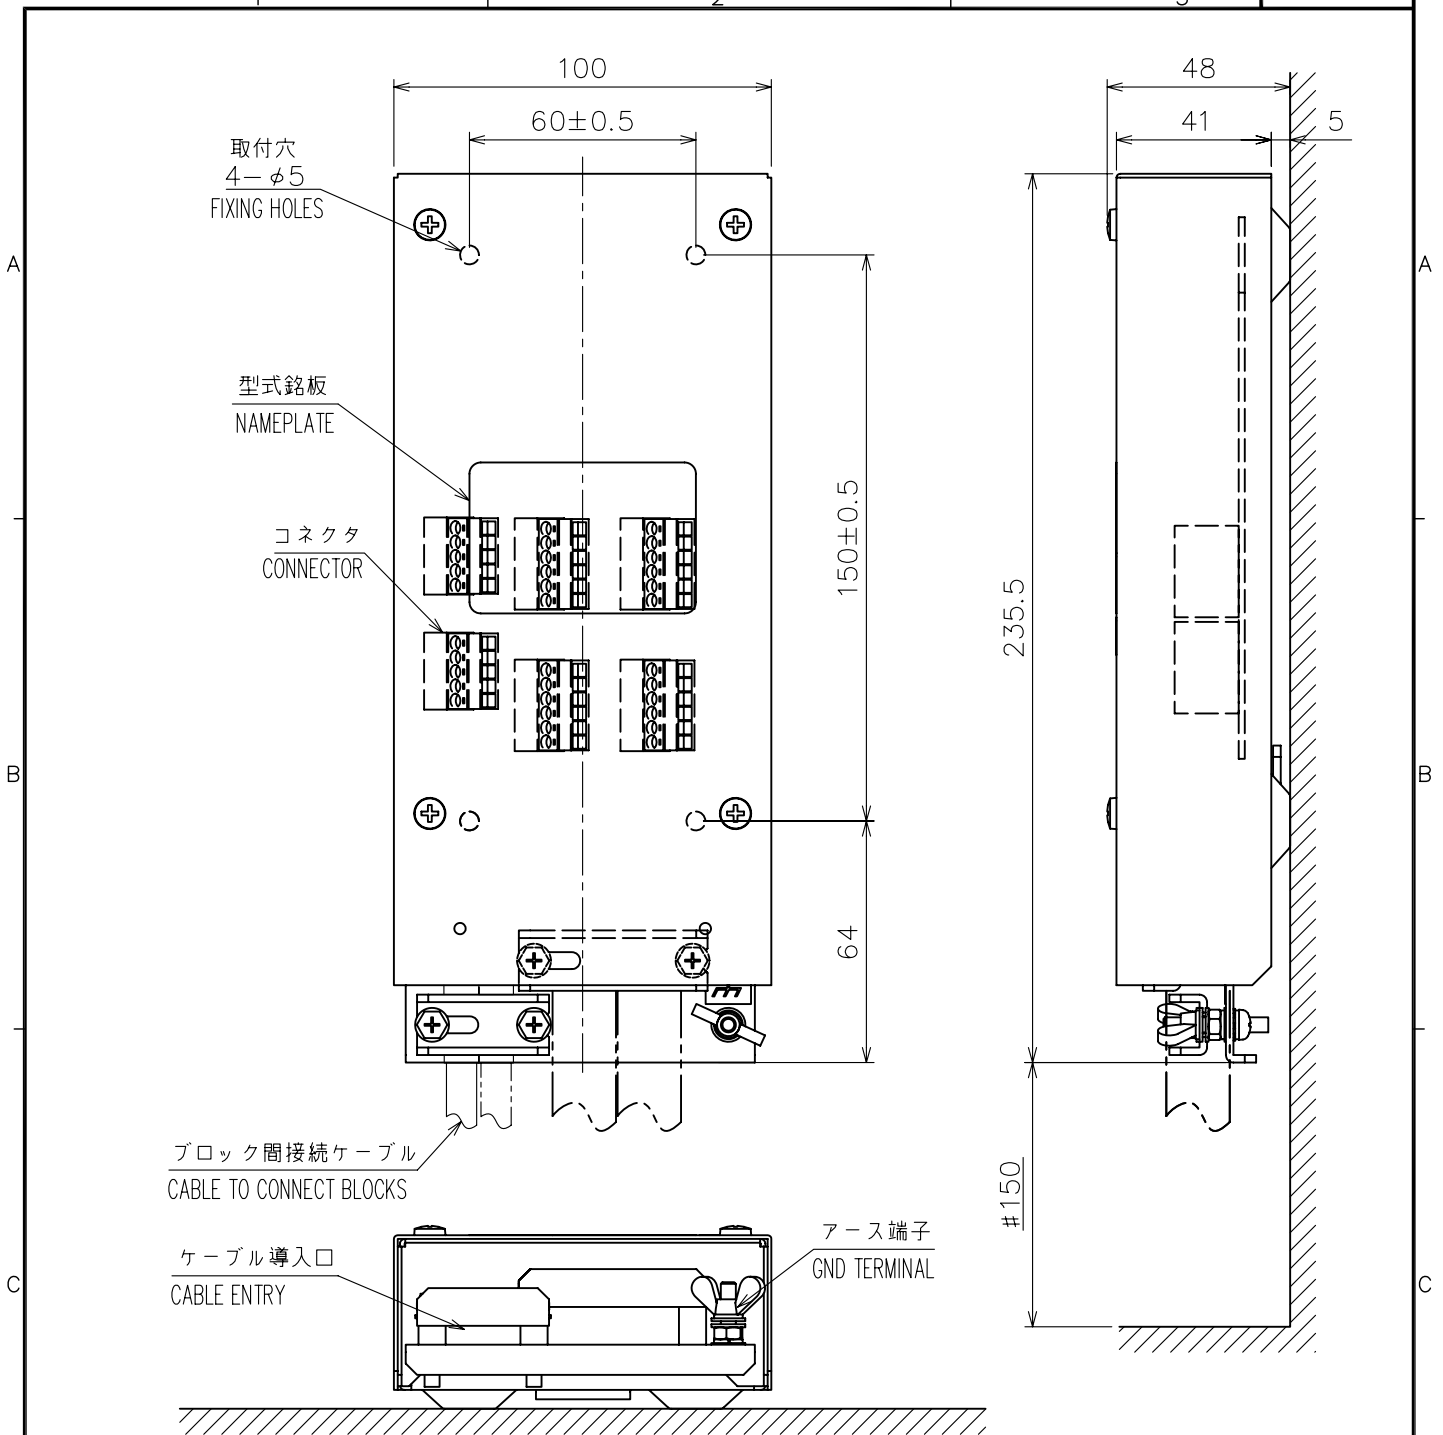 100
48
60±0.5
41
5
取付穴
4-φ5
FIXING HOLES
A
A
型式銘板
NAMEPLATE
コネクタ
CONNECTOR
150±0.5
235.5
B
B
64
ブロック間接続ケーブル
CABLE TO CONNECT BLOCKS
#150
アース端子
GND TERMINAL
ケーブル導入口
CABLE ENTRY
C
C